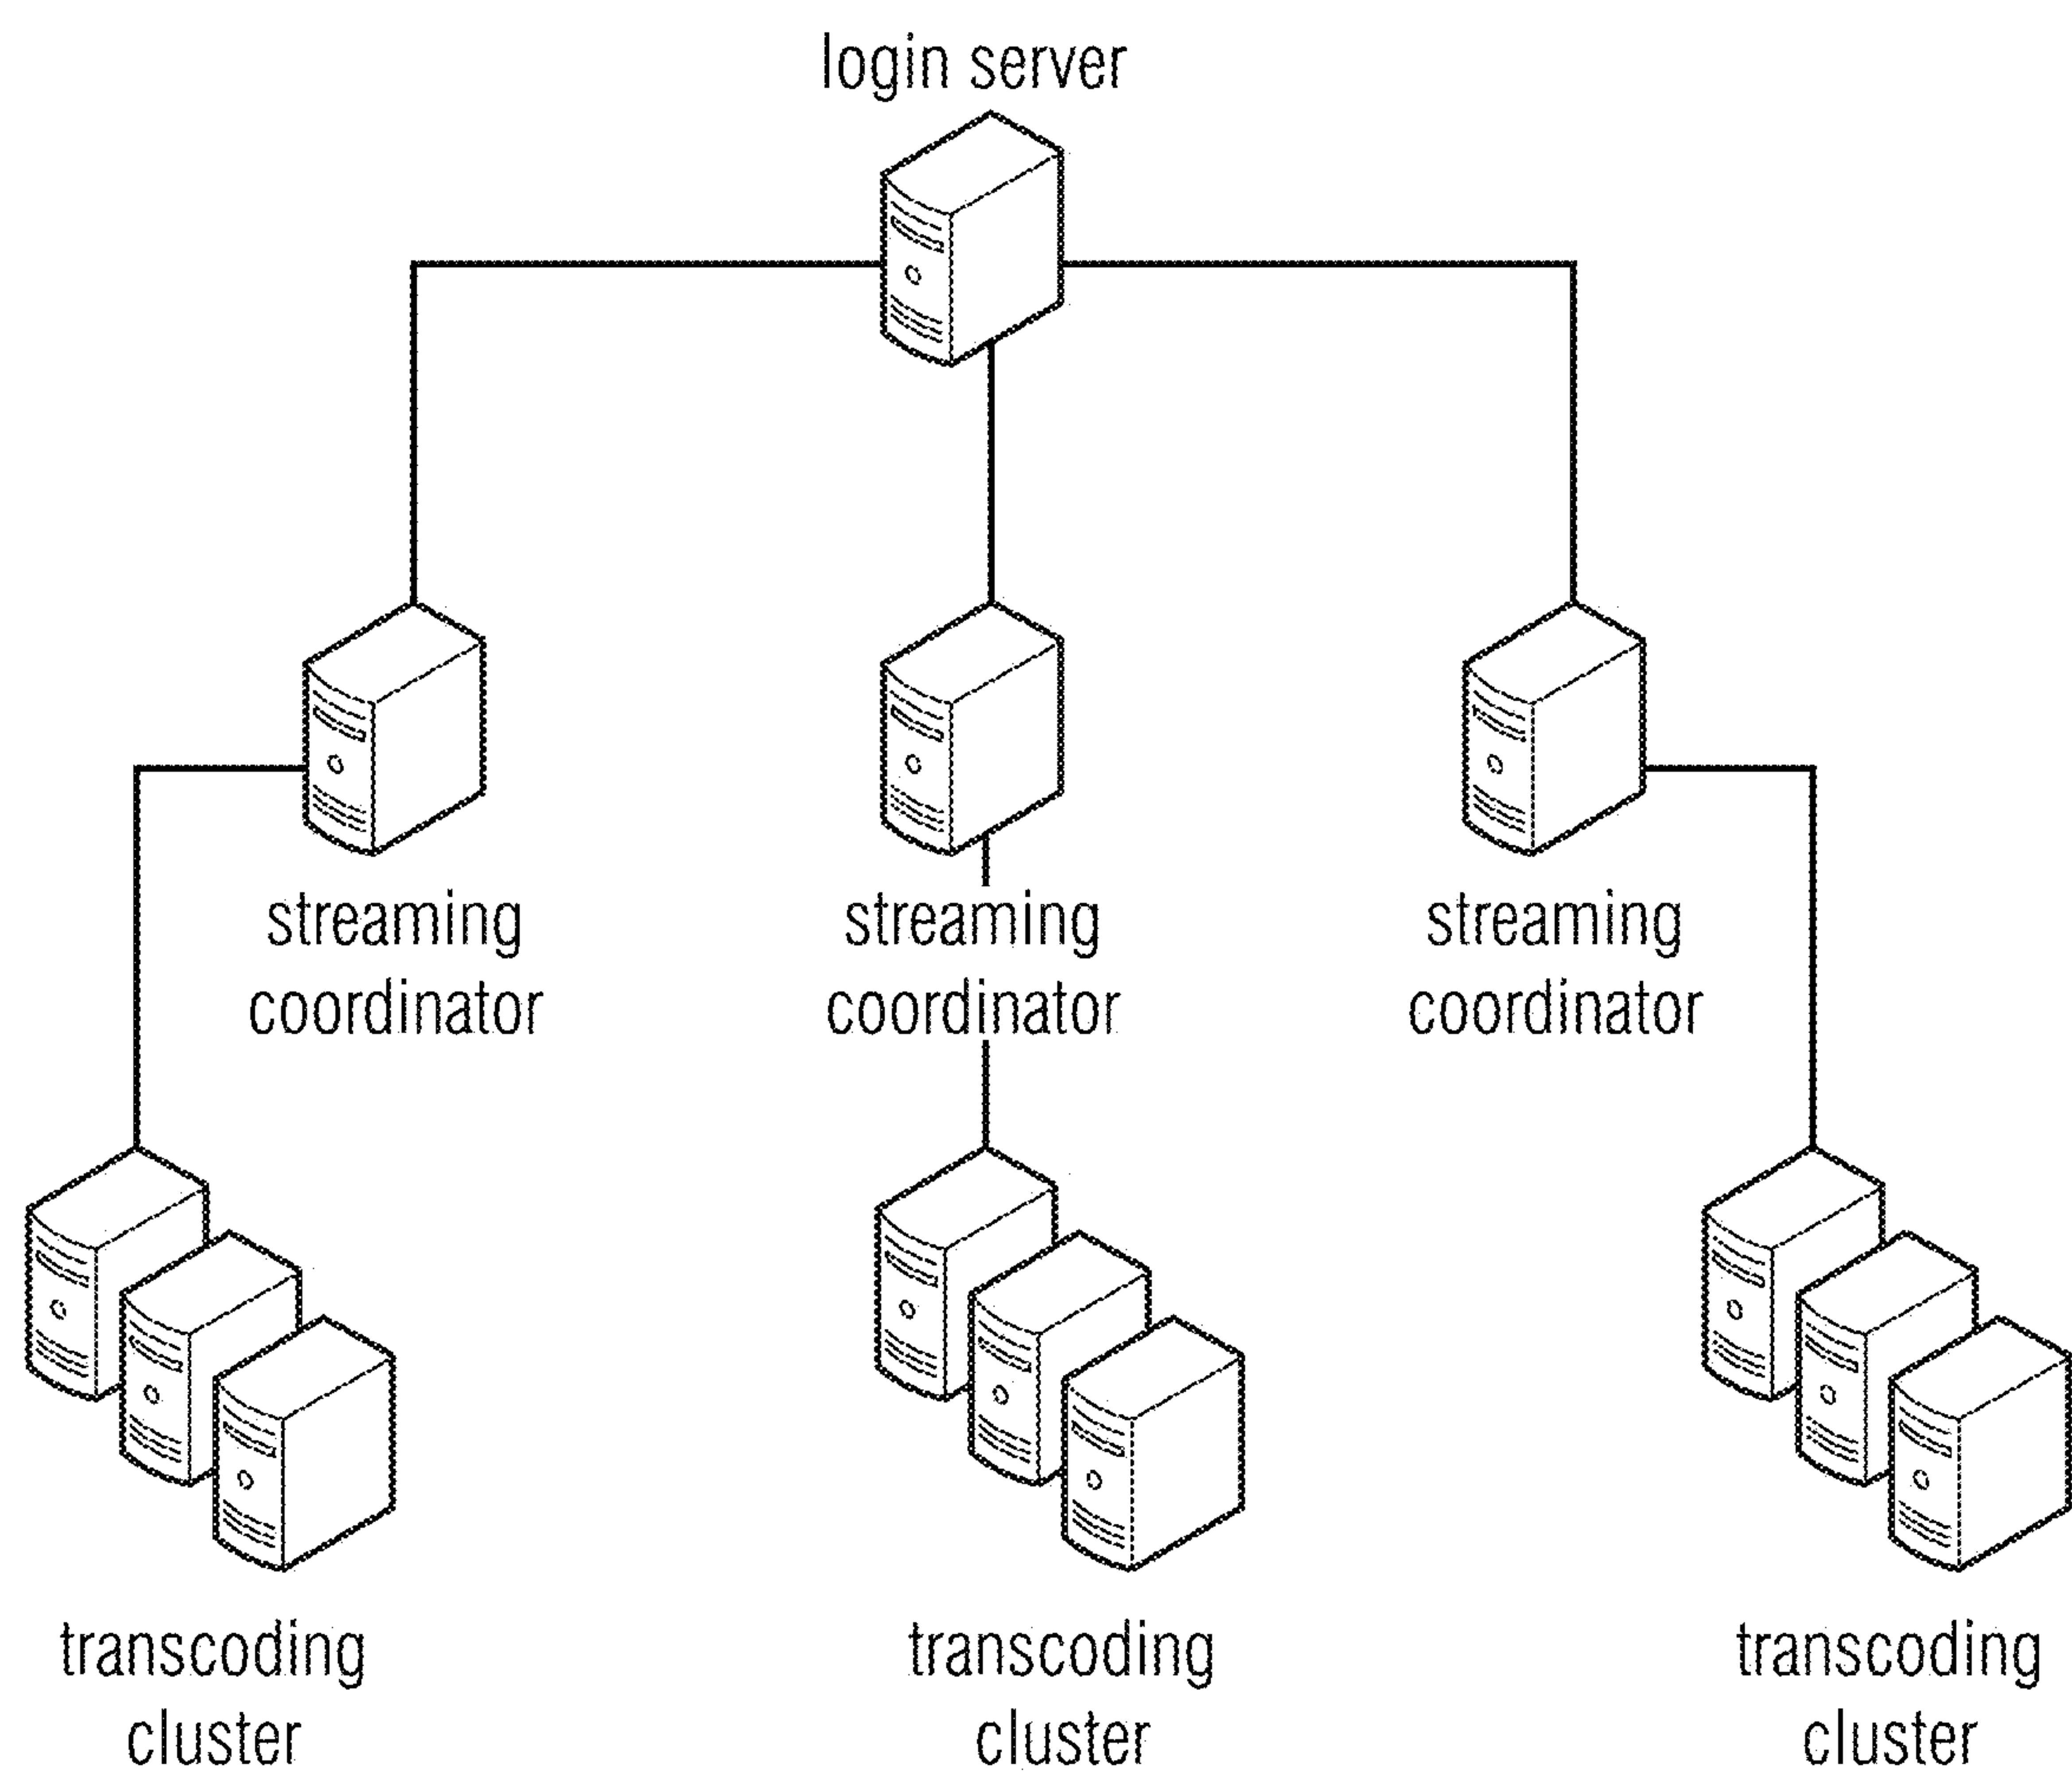 login server
streaming
coordinator
streaming
coordinator
streaming
coordinator
transcoding
cluster
transcoding
cluster
transcoding
cluster